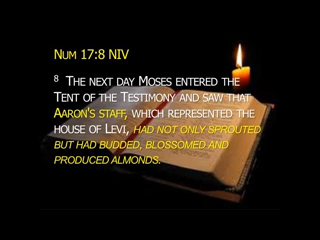 Num 17:8 NIV
8 The next day Moses entered the
Tent of the Testimony and saw that
Aaron's staff, which represented the
house of Levi, had not only sprouted
but had budded, blossomed and
produced almonds.